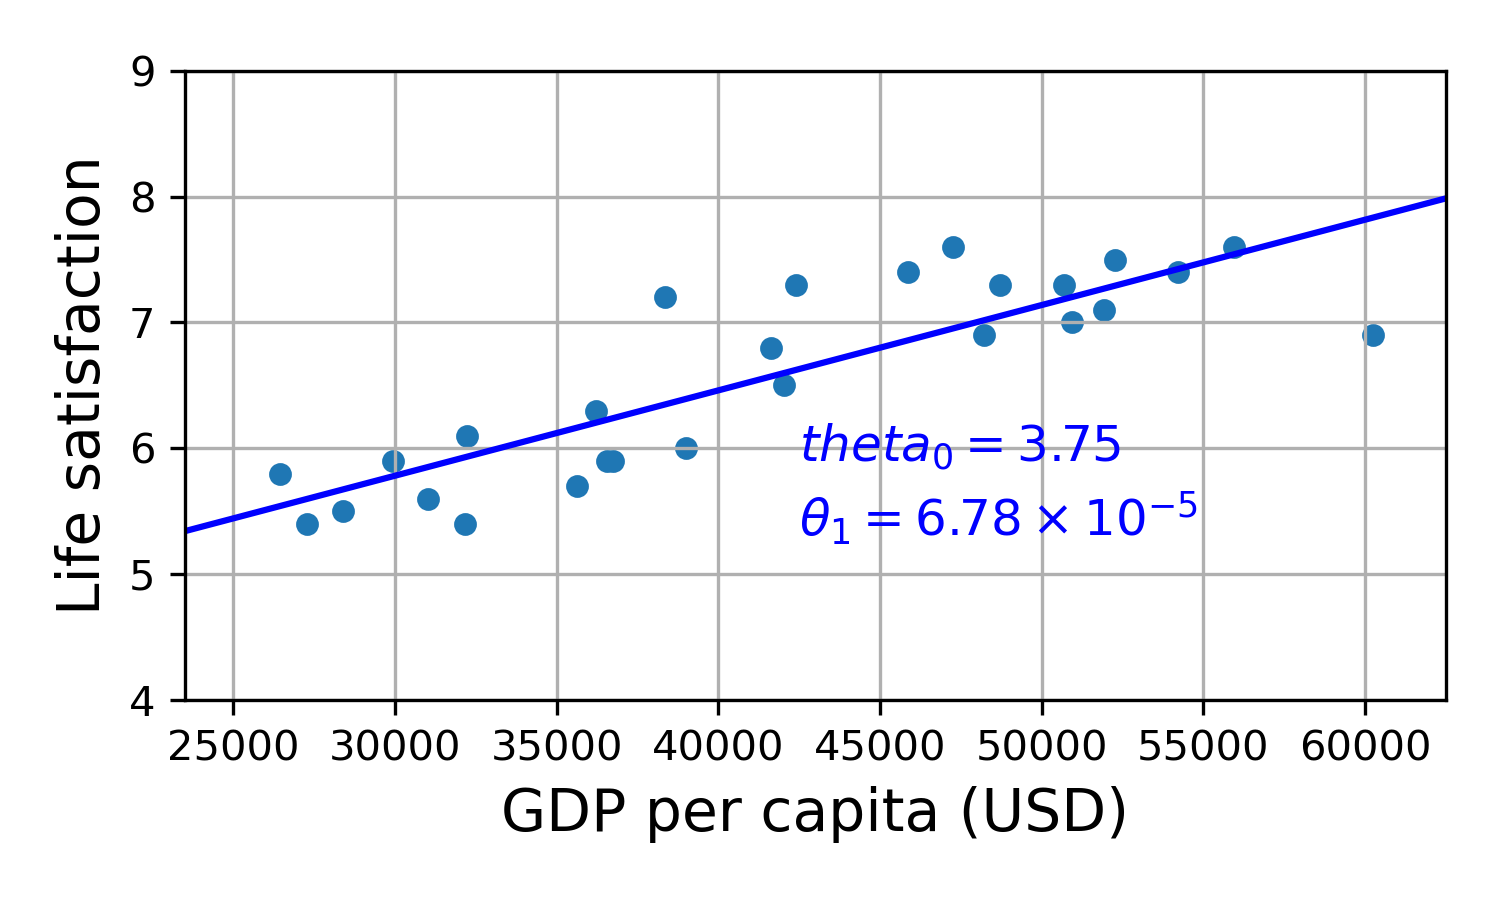 9
8
7
6
5
4
Life satisfaction
theta₀ = 3.75
θ₁ = 6.78 × 10⁻⁵
25000 30000 35000 40000 45000 50000 55000 60000
GDP per capita (USD)